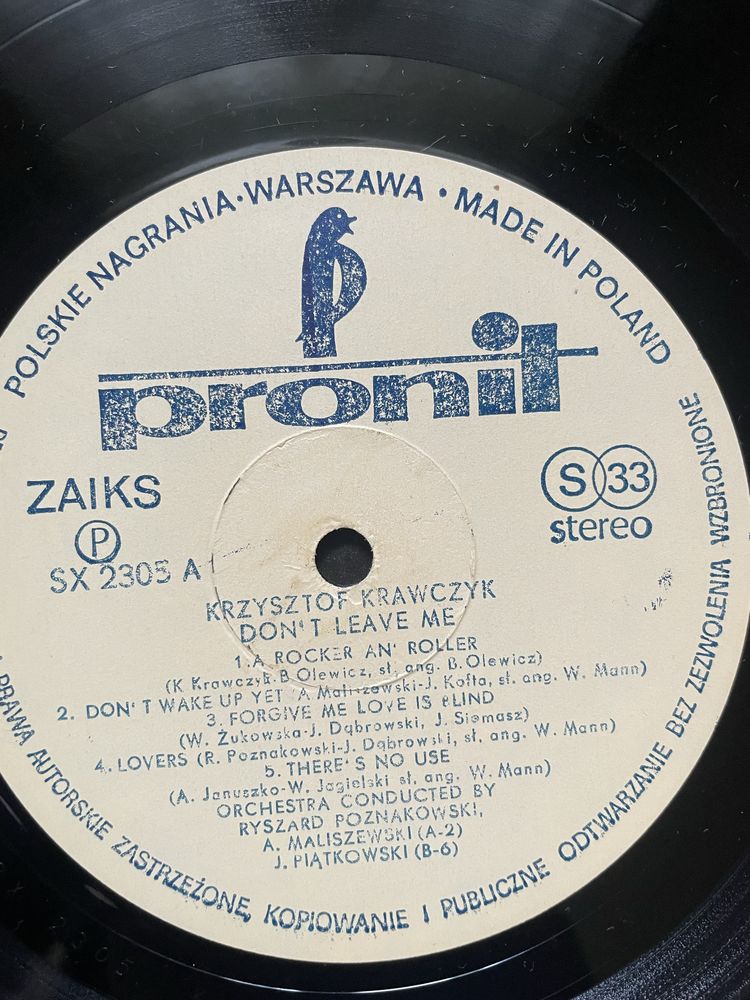 POLSKIE NAGRANIA·WARSZAWA • MADE IN POLAND
pronit
ZAIKS
P
SX 2305 A
S 33
stereo
KRZYSZTOF KRAWCZYK
DON'T LEAVE ME
1. A ROCKER AN' ROLLER
(K Krawczyk-B. Olewicz, sł. ang. B. Olewicz)
2. DON'T WAKE UP YET (A Maliszewski-J. Kofta, sł. ang. W. Mann)
3. FORGIVE ME LOVE IS BLIND
(W. Żukowska-J. Dąbrowski, J. Siemasz)
4. LOVERS (R. Poznakowski-J. Dąbrowski, sł. ang. W. Mann)
5. THERE'S NO USE
(A. Januszko-W. Jagielski sł. ang. W. Mann)
ORCHESTRA CONDUCTED BY
RYSZARD POZNAKOWSKI,
A. MALISZEWSKI (A-2)
J. PIĄTKOWSKI (B-6)
PRAWA AUTORSKIE ZASTRZEŻONE, KOPIOWANIE I PUBLICZNE ODTWARZANIE BEZ ZEZWOLENIA WZBRONIONE